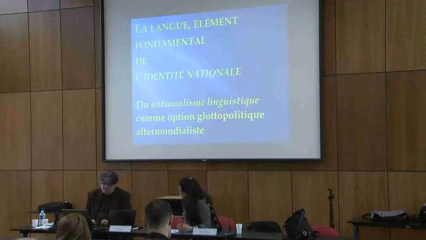 LA LANGUE, ÉLÉMENT
FONDAMENTAL
DE
L'IDENTITÉ NATIONALE
Du nationalisme linguistique
comme option glottopolitique
altermondialiste